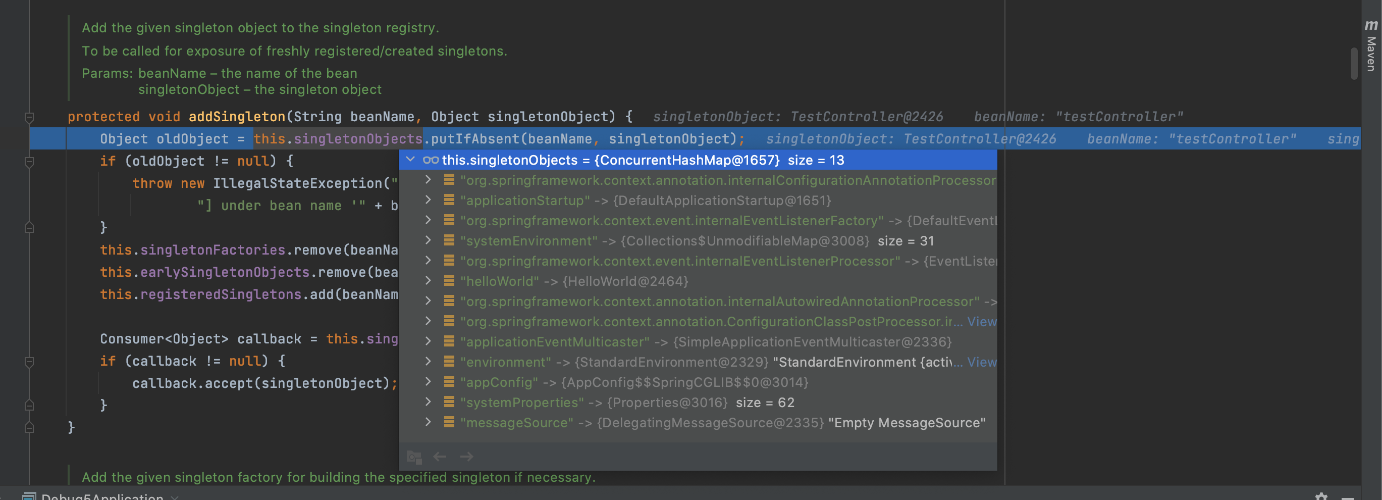 Add the given singleton object to the singleton registry.
To be called for exposure of freshly registered/created singletons.
Params: beanName – the name of the bean
singletonObject – the singleton object
protected void addSingleton(String beanName, Object singletonObject) { singletonObject: TestController@2426 beanName: "testController"
Object oldObject = this.singletonObjects.putIfAbsent(beanName, singletonObject); singletonObject: TestController@2426 beanName: "testController" sing
if (oldObject != null) {
throw new IllegalStateException("
"] under bean name '" + b
}
this.singletonFactories.remove(beanNa
this.earlySingletonObjects.remove(bea
this.registeredSingletons.add(beanNam
Consumer<Object> callback = this.sing
if (callback != null) {
callback.accept(singletonObject);
}
}
this.singletonObjects = {ConcurrentHashMap@1657} size = 13
"org.springframework.context.annotation.internalConfigurationAnnotationProcessor
"applicationStartup" -> {DefaultApplicationStartup@1651}
"org.springframework.context.event.internalEventListenerFactory" -> {DefaultEventL
"systemEnvironment" -> {Collections$UnmodifiableMap@3008} size = 31
"org.springframework.context.event.internalEventListenerProcessor" -> {EventListe
"helloWorld" -> {HelloWorld@2464}
"org.springframework.context.annotation.internalAutowiredAnnotationProcessor" ->
"org.springframework.context.annotation.ConfigurationClassPostProcessor.ir... View
"applicationEventMulticaster" -> {SimpleApplicationEventMulticaster@2336}
"environment" -> {StandardEnvironment@2329} "StandardEnvironment {activ... View
"appConfig" -> {AppConfig$$SpringCGLIB$$0@3014}
"systemProperties" -> {Properties@3016} size = 62
"messageSource" -> {DelegatingMessageSource@2335} "Empty MessageSource"
Add the given singleton factory for building the specified singleton if necessary.
Debug5Application
m
Maven